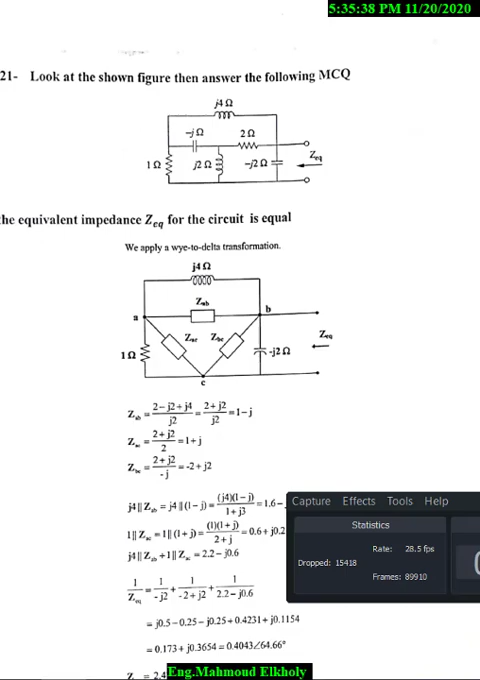 5:35:38 PM 11/20/2020
21- Look at the shown figure then answer the following MCQ
j4 Ω
-j Ω 2 Ω
1 Ω j2 Ω -j2 Ω Zeq
the equivalent impedance Zeq for the circuit is equal
We apply a wye-to-delta transformation.
j4 Ω
Zab
a b
Zac Zbc Zeq
1 Ω -j2 Ω
c
Zab = (2 - j2 + j4)/j2 = (2 + j2)/j2 = 1 - j
Zac = (2 + j2)/2 = 1 + j
Zbc = (2 + j2)/-j = -2 + j2
j4 || Zab = j4 || (1 - j) = (j4)(1 - j)/(1 + j3) = 1.6 -
1 || Zac = 1 || (1 + j) = (1)(1 + j)/(2 + j) = 0.6 + j0.2
j4 || Zab + 1 || Zac = 2.2 - j0.6
1/Zeq = 1/-j2 + 1/(-2 + j2) + 1/(2.2 - j0.6)
= j0.5 - 0.25 - j0.25 + 0.4231 + j0.1154
= 0.173 + j0.3654 = 0.4043∠64.66°
Z = 2.4
Capture Effects Tools Help
Statistics
Rate: 28.5 fps
Dropped: 15418
Frames: 89910
Eng.Mahmoud Elkholy